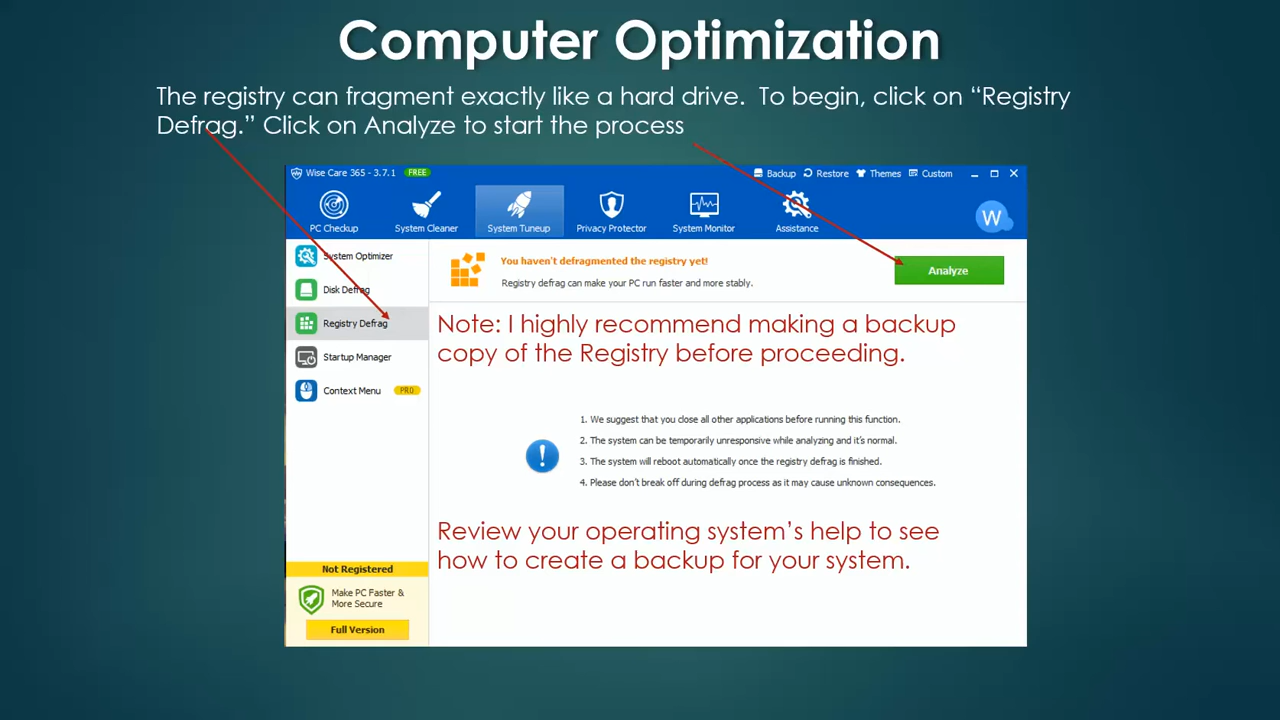 Computer Optimization
The registry can fragment exactly like a hard drive.  To begin, click on “Registry
Defrag.” Click on Analyze to start the process
Wise Care 365 - 3.7.1 FREE
Backup Restore Themes Custom
PC Checkup System Cleaner System Tuneup Privacy Protector System Monitor Assistance
W
System Optimizer
Disk Defrag
Registry Defrag
Startup Manager
Context Menu PRO
You haven't defragmented the registry yet!
Registry defrag can make your PC run faster and more stably.
Analyze
Note: I highly recommend making a backup
copy of the Registry before proceeding.
1. We suggest that you close all other applications before running this function.
2. The system can be temporarily unresponsive while analyzing and it's normal.
3. The system will reboot automatically once the registry defrag is finished.
4. Please don't break off during defrag process as it may cause unknown consequences.
Review your operating system’s help to see
how to create a backup for your system.
Not Registered
Make PC Faster &
More Secure
Full Version